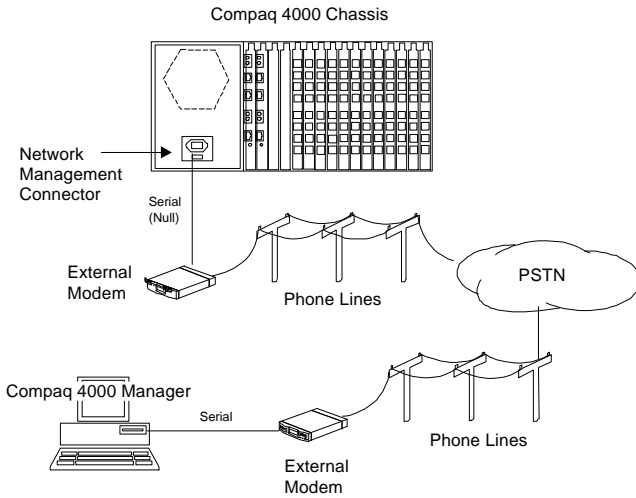 Compaq 4000 Chassis
Network
Management
Connector
Serial
(Null)
External
Modem
Phone Lines
PSTN
Compaq 4000 Manager
Serial
External
Modem
Phone Lines